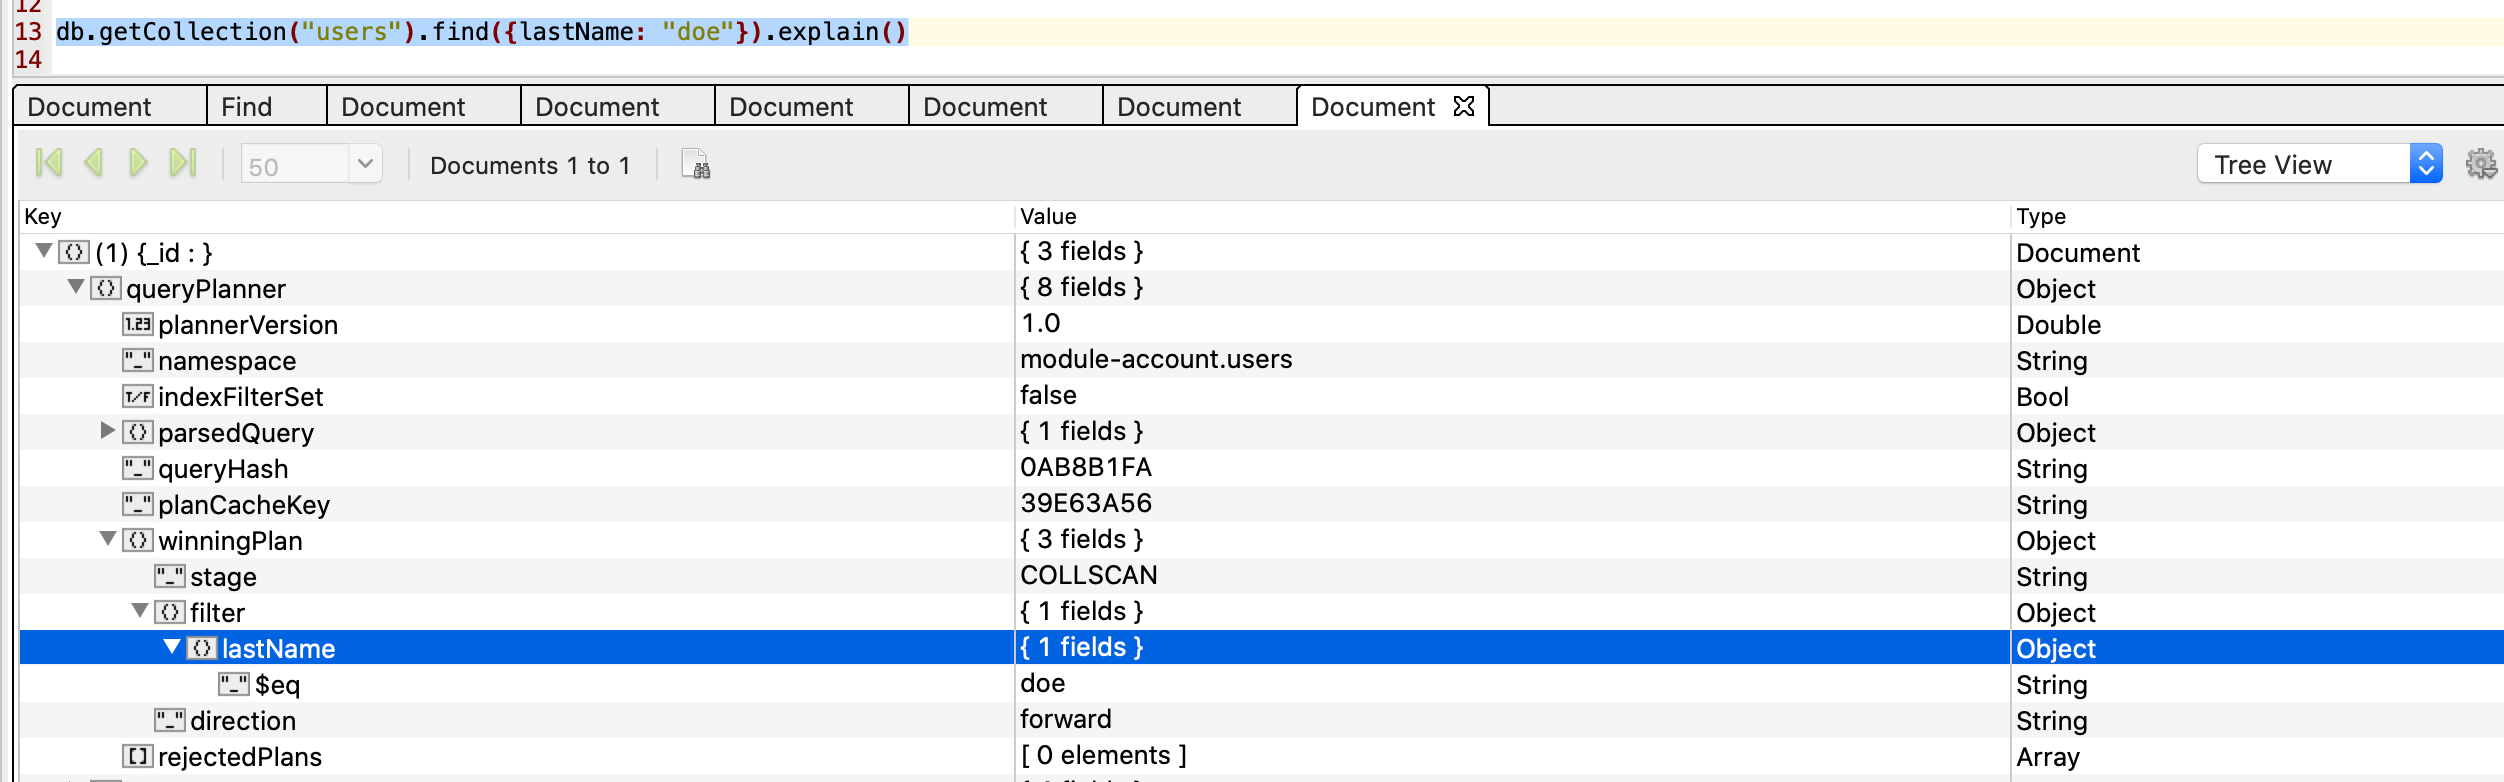 12
13 db.getCollection("users").find({lastName: "doe"}).explain()
14
Document Find Document Document Document Document Document Document
50 Documents 1 to 1 Tree View
Key Value Type
(1) {_id : } { 3 fields } Document
queryPlanner { 8 fields } Object
1.23 plannerVersion 1.0 Double
"_" namespace module-account.users String
T/F indexFilterSet false Bool
parsedQuery { 1 fields } Object
"_" queryHash 0AB8B1FA String
"_" planCacheKey 39E63A56 String
winningPlan { 3 fields } Object
"_" stage COLLSCAN String
filter { 1 fields } Object
lastName { 1 fields } Object
"_" $eq doe String
"_" direction forward String
rejectedPlans [ 0 elements ] Array